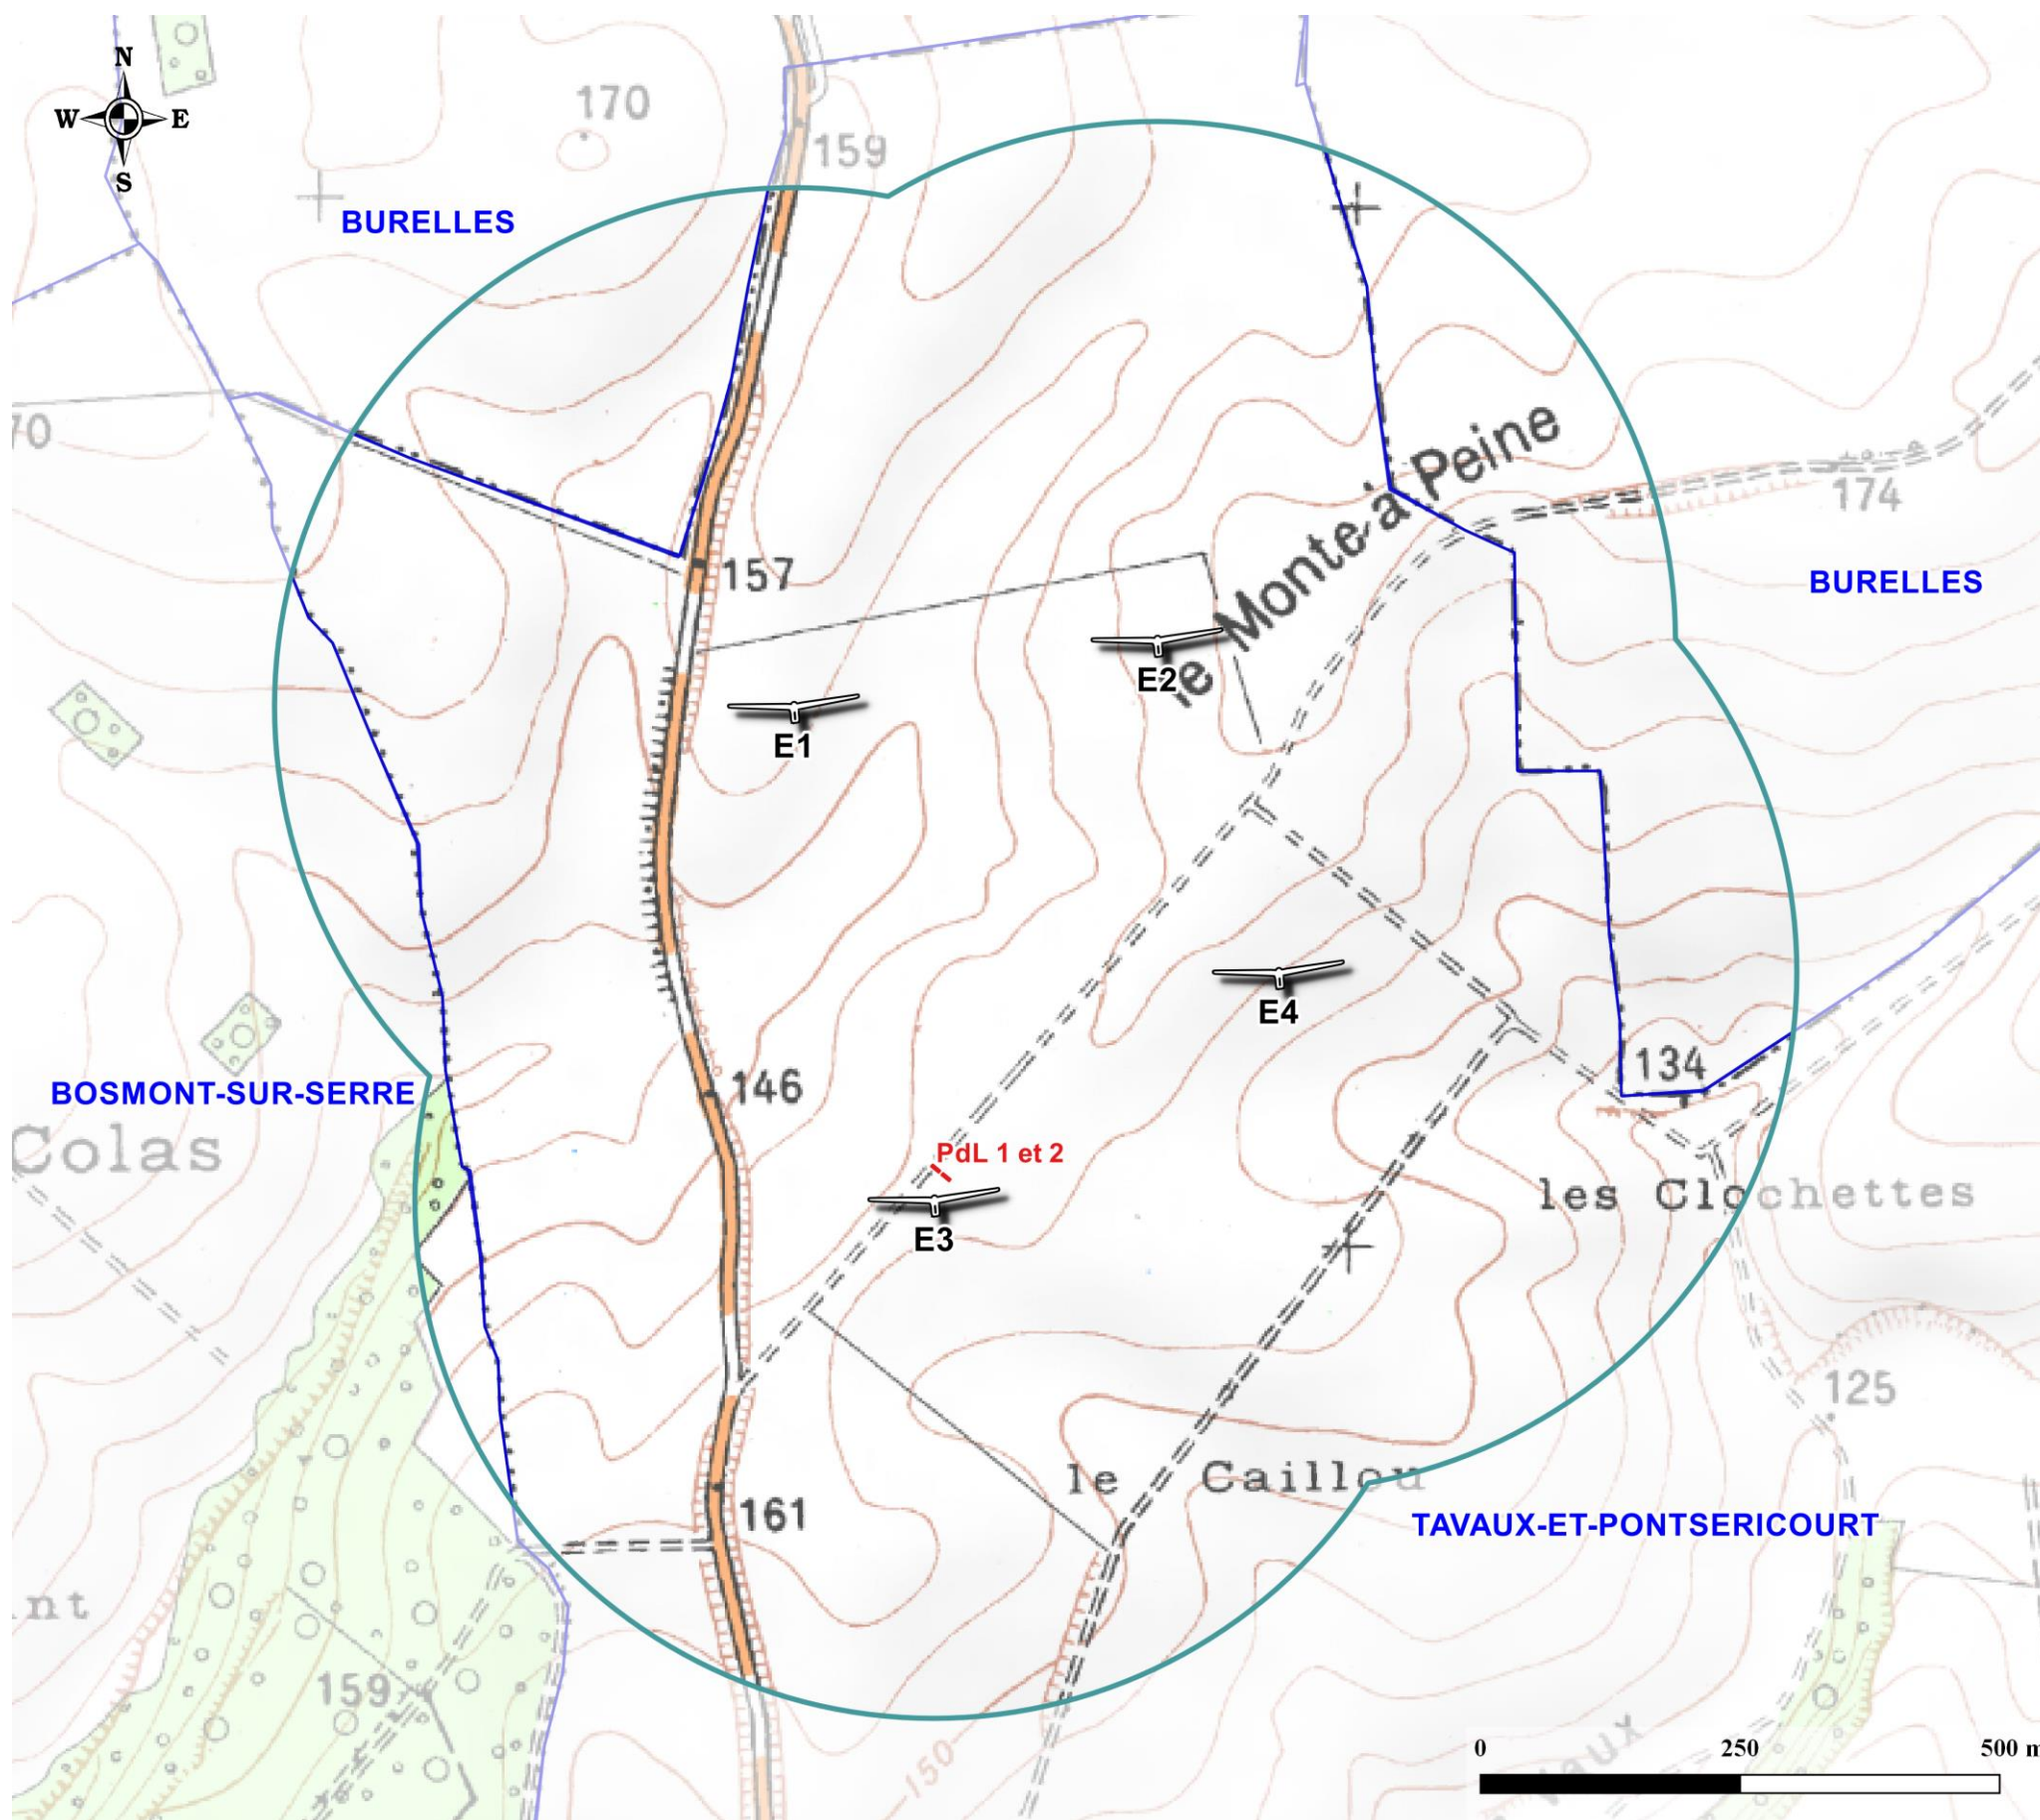 N
W E
S
170
159
BURELLES
70
le Monte à Peine
174
157
BURELLES
E2
E1
E4
134
146
BOSMONT-SUR-SERRE
Colas
PdL 1 et 2
les Clochettes
E3
125
le Caillou
161
TAVAUX-ET-PONTSERICOURT
nt
159
150
Vaux
0 250 500 m